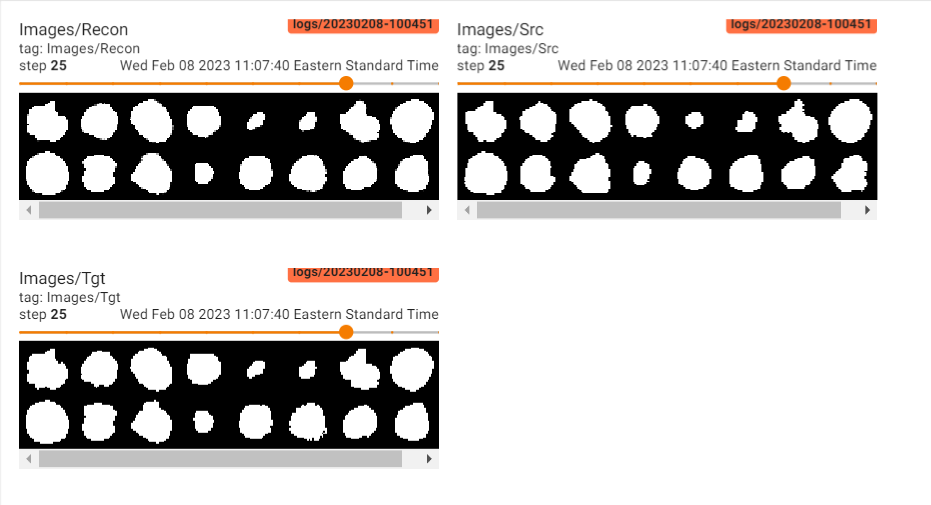 Images/Recon
logs/20230208-100451
tag: Images/Recon
step 25 Wed Feb 08 2023 11:07:40 Eastern Standard Time
Images/Src
logs/20230208-100451
tag: Images/Src
step 25 Wed Feb 08 2023 11:07:40 Eastern Standard Time
Images/Tgt
logs/20230208-100451
tag: Images/Tgt
step 25 Wed Feb 08 2023 11:07:40 Eastern Standard Time